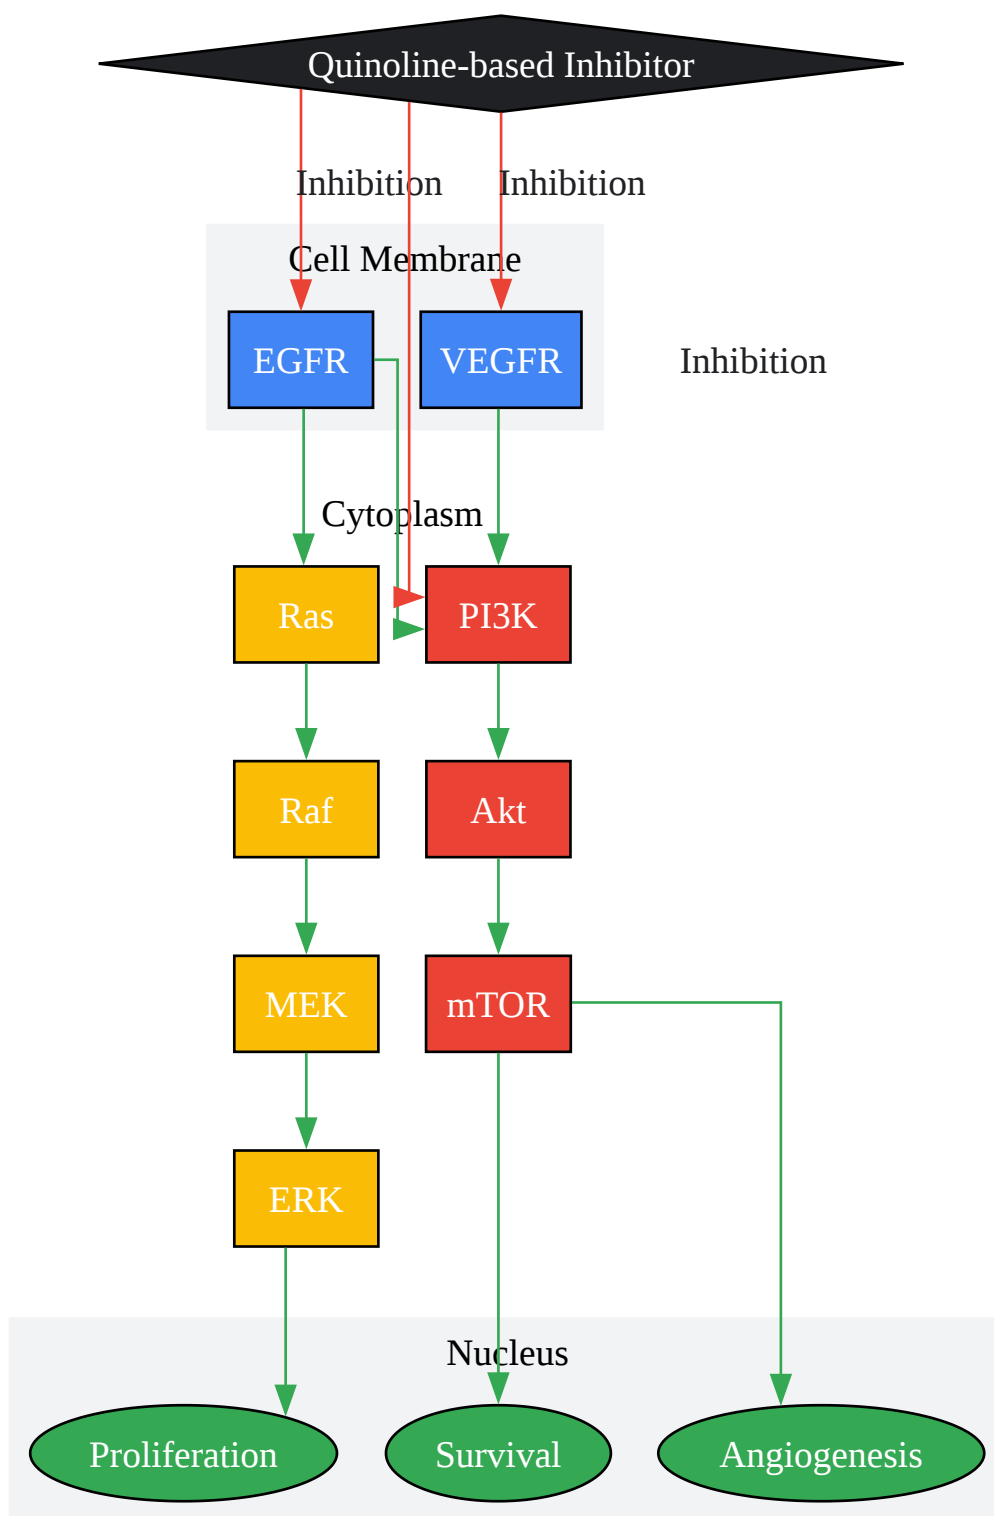 Quinoline-based Inhibitor
Inhibition
Inhibition
Cell Membrane
EGFR
VEGFR
Inhibition
Cytoplasm
Ras
PI3K
Raf
Akt
MEK
mTOR
ERK
Nucleus
Proliferation
Survival
Angiogenesis